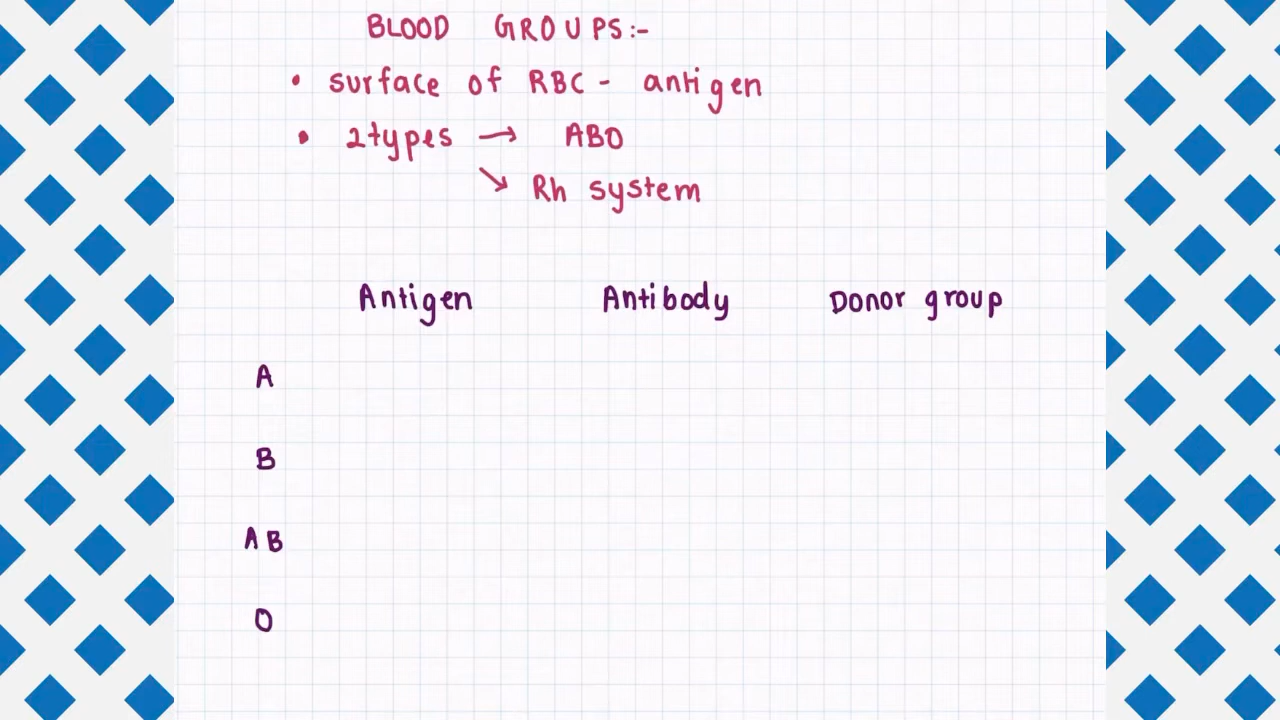 BLOOD GROUPS:-
• surface of RBC - antigen
• 2types → ABO
↘ Rh system
Antigen Antibody Donor group
A
B
AB
O